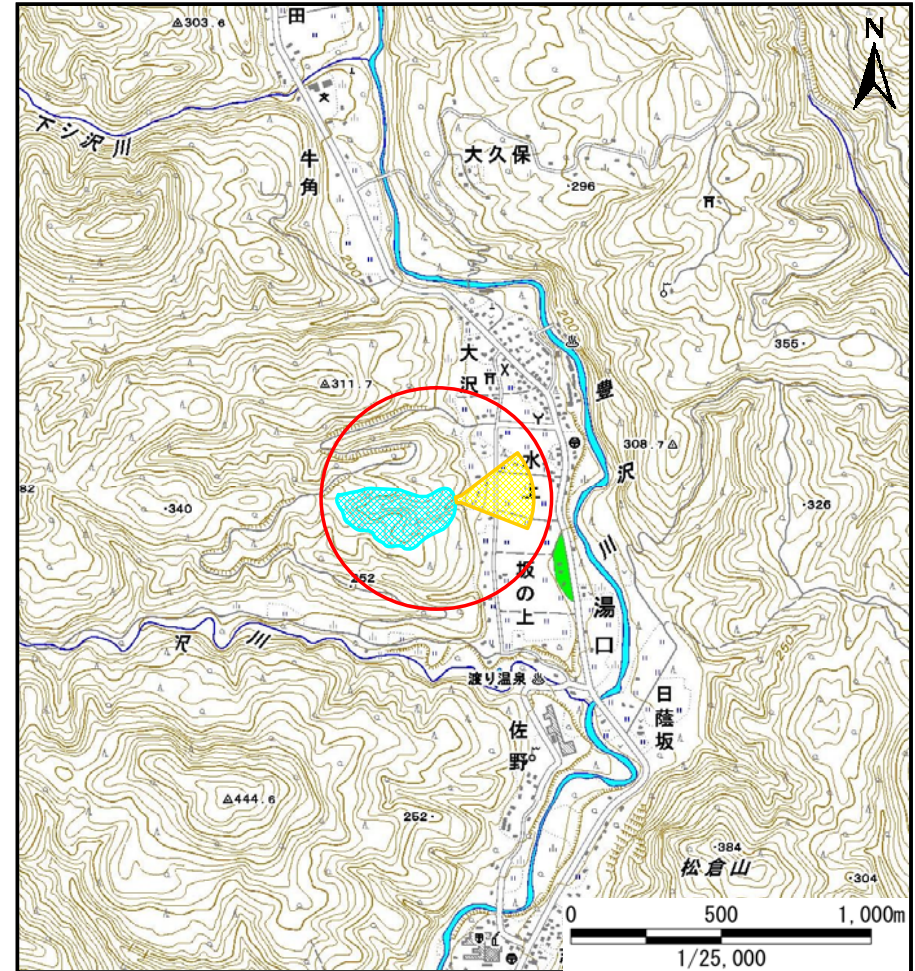 田
303.6
N
下シ沢川
牛角
大久保
296
200
大沢
311.7
355
豊沢川
308.7
水上
326
82
340
252
坂の上
湯口
沢川
250
渡り温泉
日蔭坂
佐野
444.6
252
384
松倉山
304
0 500 1,000m
1/25,000